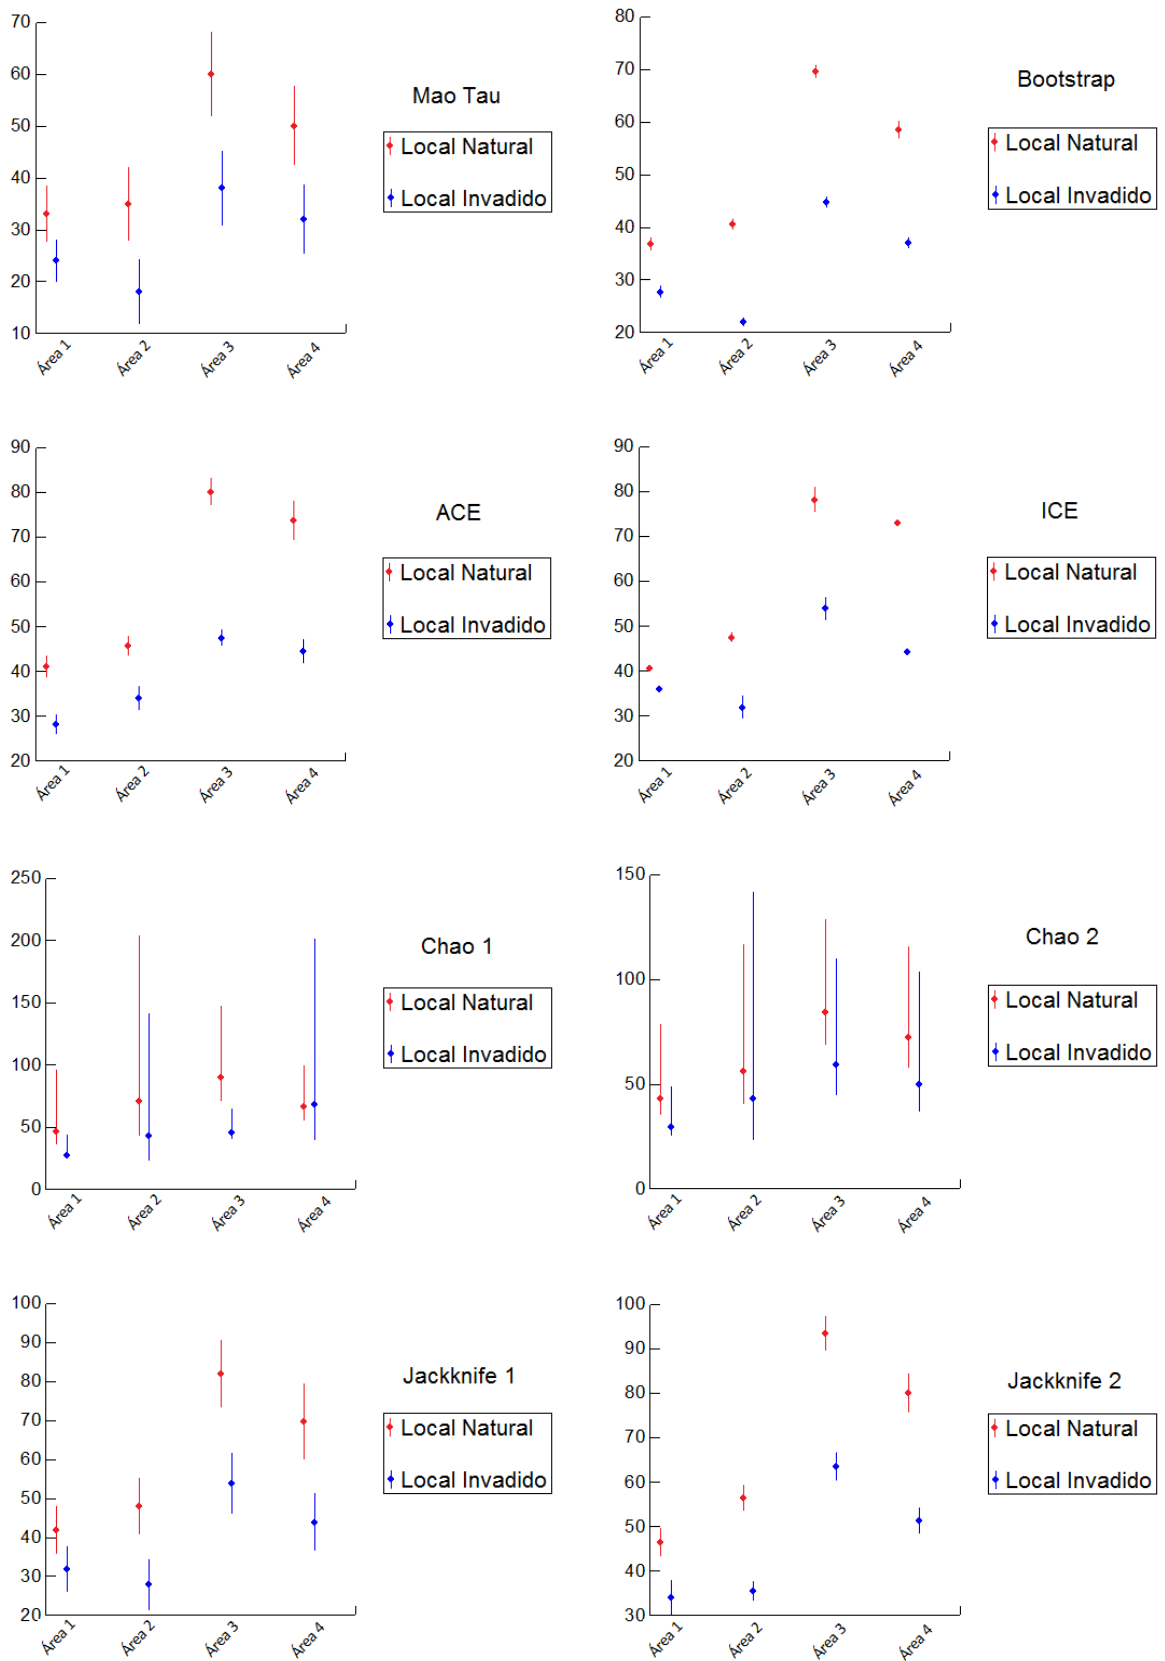 70
60
50
40
30
20
10
Área 1
Área 2
Área 3
Área 4
Mao Tau
Local Natural
Local Invadido
80
70
60
50
40
30
20
Área 1
Área 2
Área 3
Área 4
Bootstrap
Local Natural
Local Invadido
90
80
70
60
50
40
30
20
Área 1
Área 2
Área 3
Área 4
ACE
Local Natural
Local Invadido
90
80
70
60
50
40
30
20
Área 1
Área 2
Área 3
Área 4
ICE
Local Natural
Local Invadido
250
200
150
100
50
0
Área 1
Área 2
Área 3
Área 4
Chao 1
Local Natural
Local Invadido
150
100
50
0
Área 1
Área 2
Área 3
Área 4
Chao 2
Local Natural
Local Invadido
100
90
80
70
60
50
40
30
20
Área 1
Área 2
Área 3
Área 4
Jackknife 1
Local Natural
Local Invadido
100
90
80
70
60
50
40
30
Área 1
Área 2
Área 3
Área 4
Jackknife 2
Local Natural
Local Invadido